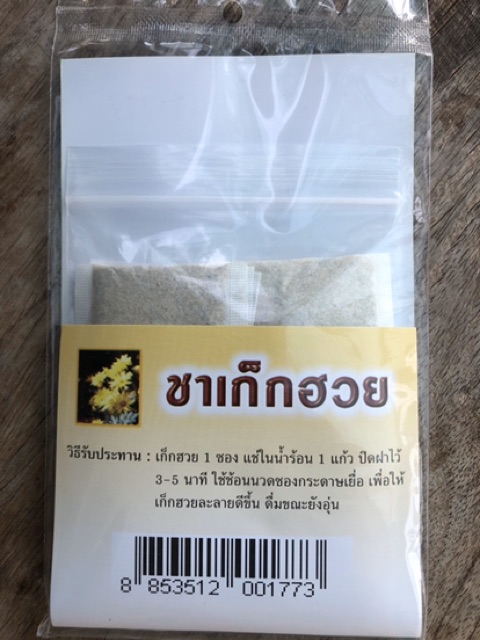 ชาเก็กฮวย
วิธีรับประทาน : เก็กฮวย 1 ซอง แช่ในน้ำร้อน 1 แก้ว ปิดฝาไว้
3-5 นาที ใช้ช้อนนวดซองกระดาษเยื่อ เพื่อให้
เก็กฮวยละลายดีขึ้น ดื่มขณะยังอุ่น
8 853512 001773